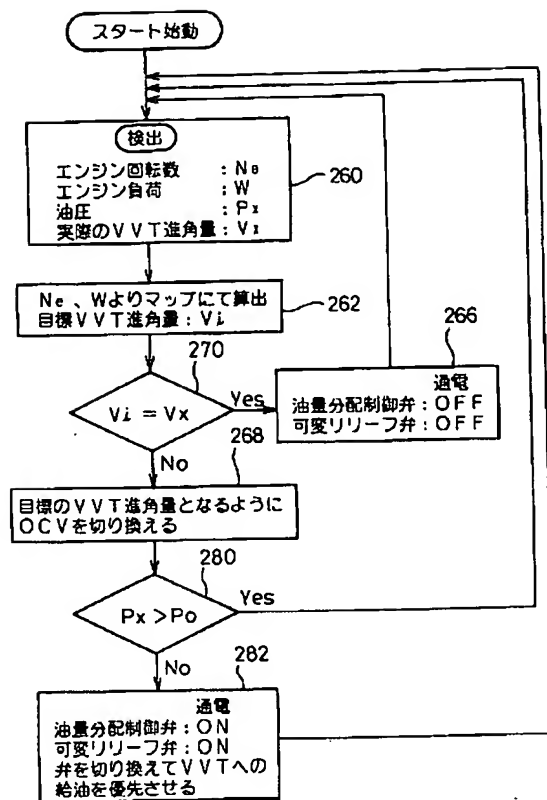 スタート始動
検出
エンジン回転数 : Ne
エンジン負荷 : W
油圧 : Px
実際のVVT進角量 : Vx
260
Ne、Wよりマップにて算出
目標VVT進角量 : Vi
262
270
266
Vi = Vx
Yes
通電
油量分配制御弁 : OFF
可変リリーフ弁 : OFF
No
268
目標のVVT進角量となるように
OCVを切り換える
280
Px > Po
Yes
No
282
通電
油量分配制御弁 : ON
可変リリーフ弁 : ON
弁を切り換えてVVTへの
給油を優先させる